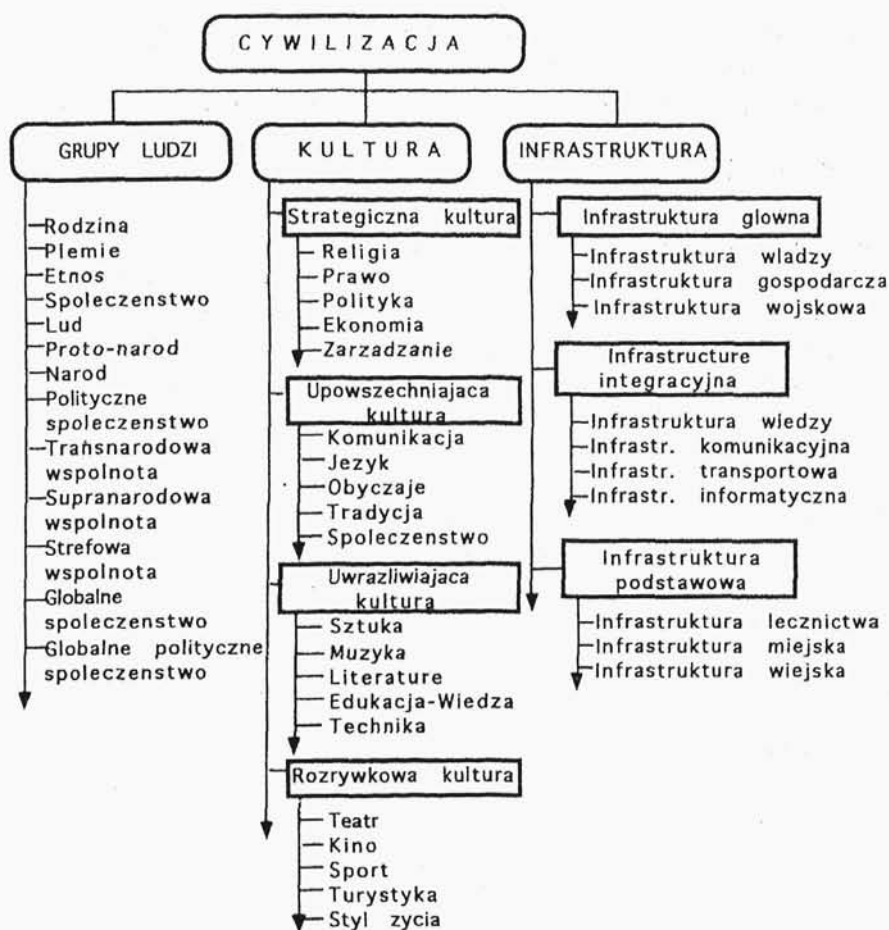 CYWILIZACJA
GRUPY LUDZI
Rodzina
Plemie
Etnos
Spoleczenstwo
Lud
Proto-narod
Narod
Polityczne
spoleczenstwo
Transnarodowa
wspolnota
Supranarodowa
wspolnota
Strefowa
wspolnota
Globalne
spoleczenstwo
Globalne polityczne
spoleczenstwo
KULTURA
Strategiczna kultura
Religia
Prawo
Polityka
Ekonomia
Zarzadzanie
Upowszechniajaca
kultura
Komunikacja
Jezyk
Obyczaje
Tradycja
Spoleczenstwo
Uwrazliwiajaca
kultura
Sztuka
Muzyka
Literature
Edukacja-Wiedza
Technika
Rozrywkowa kultura
Teatr
Kino
Sport
Turystyka
Styl zycia
INFRASTRUKTURA
Infrastruktura glowna
Infrastruktura wladzy
Infrastruktura gospodarcza
Infrastruktura wojskowa
Infrastructure
integracyjna
Infrastruktura wiedzy
Infrastr. komunikacyjna
Infrastr. transportowa
Infrastr. informatyczna
Infrastruktura
podstawowa
Infrastruktura lecznictwa
Infrastruktura miejska
Infrastruktura wiejska